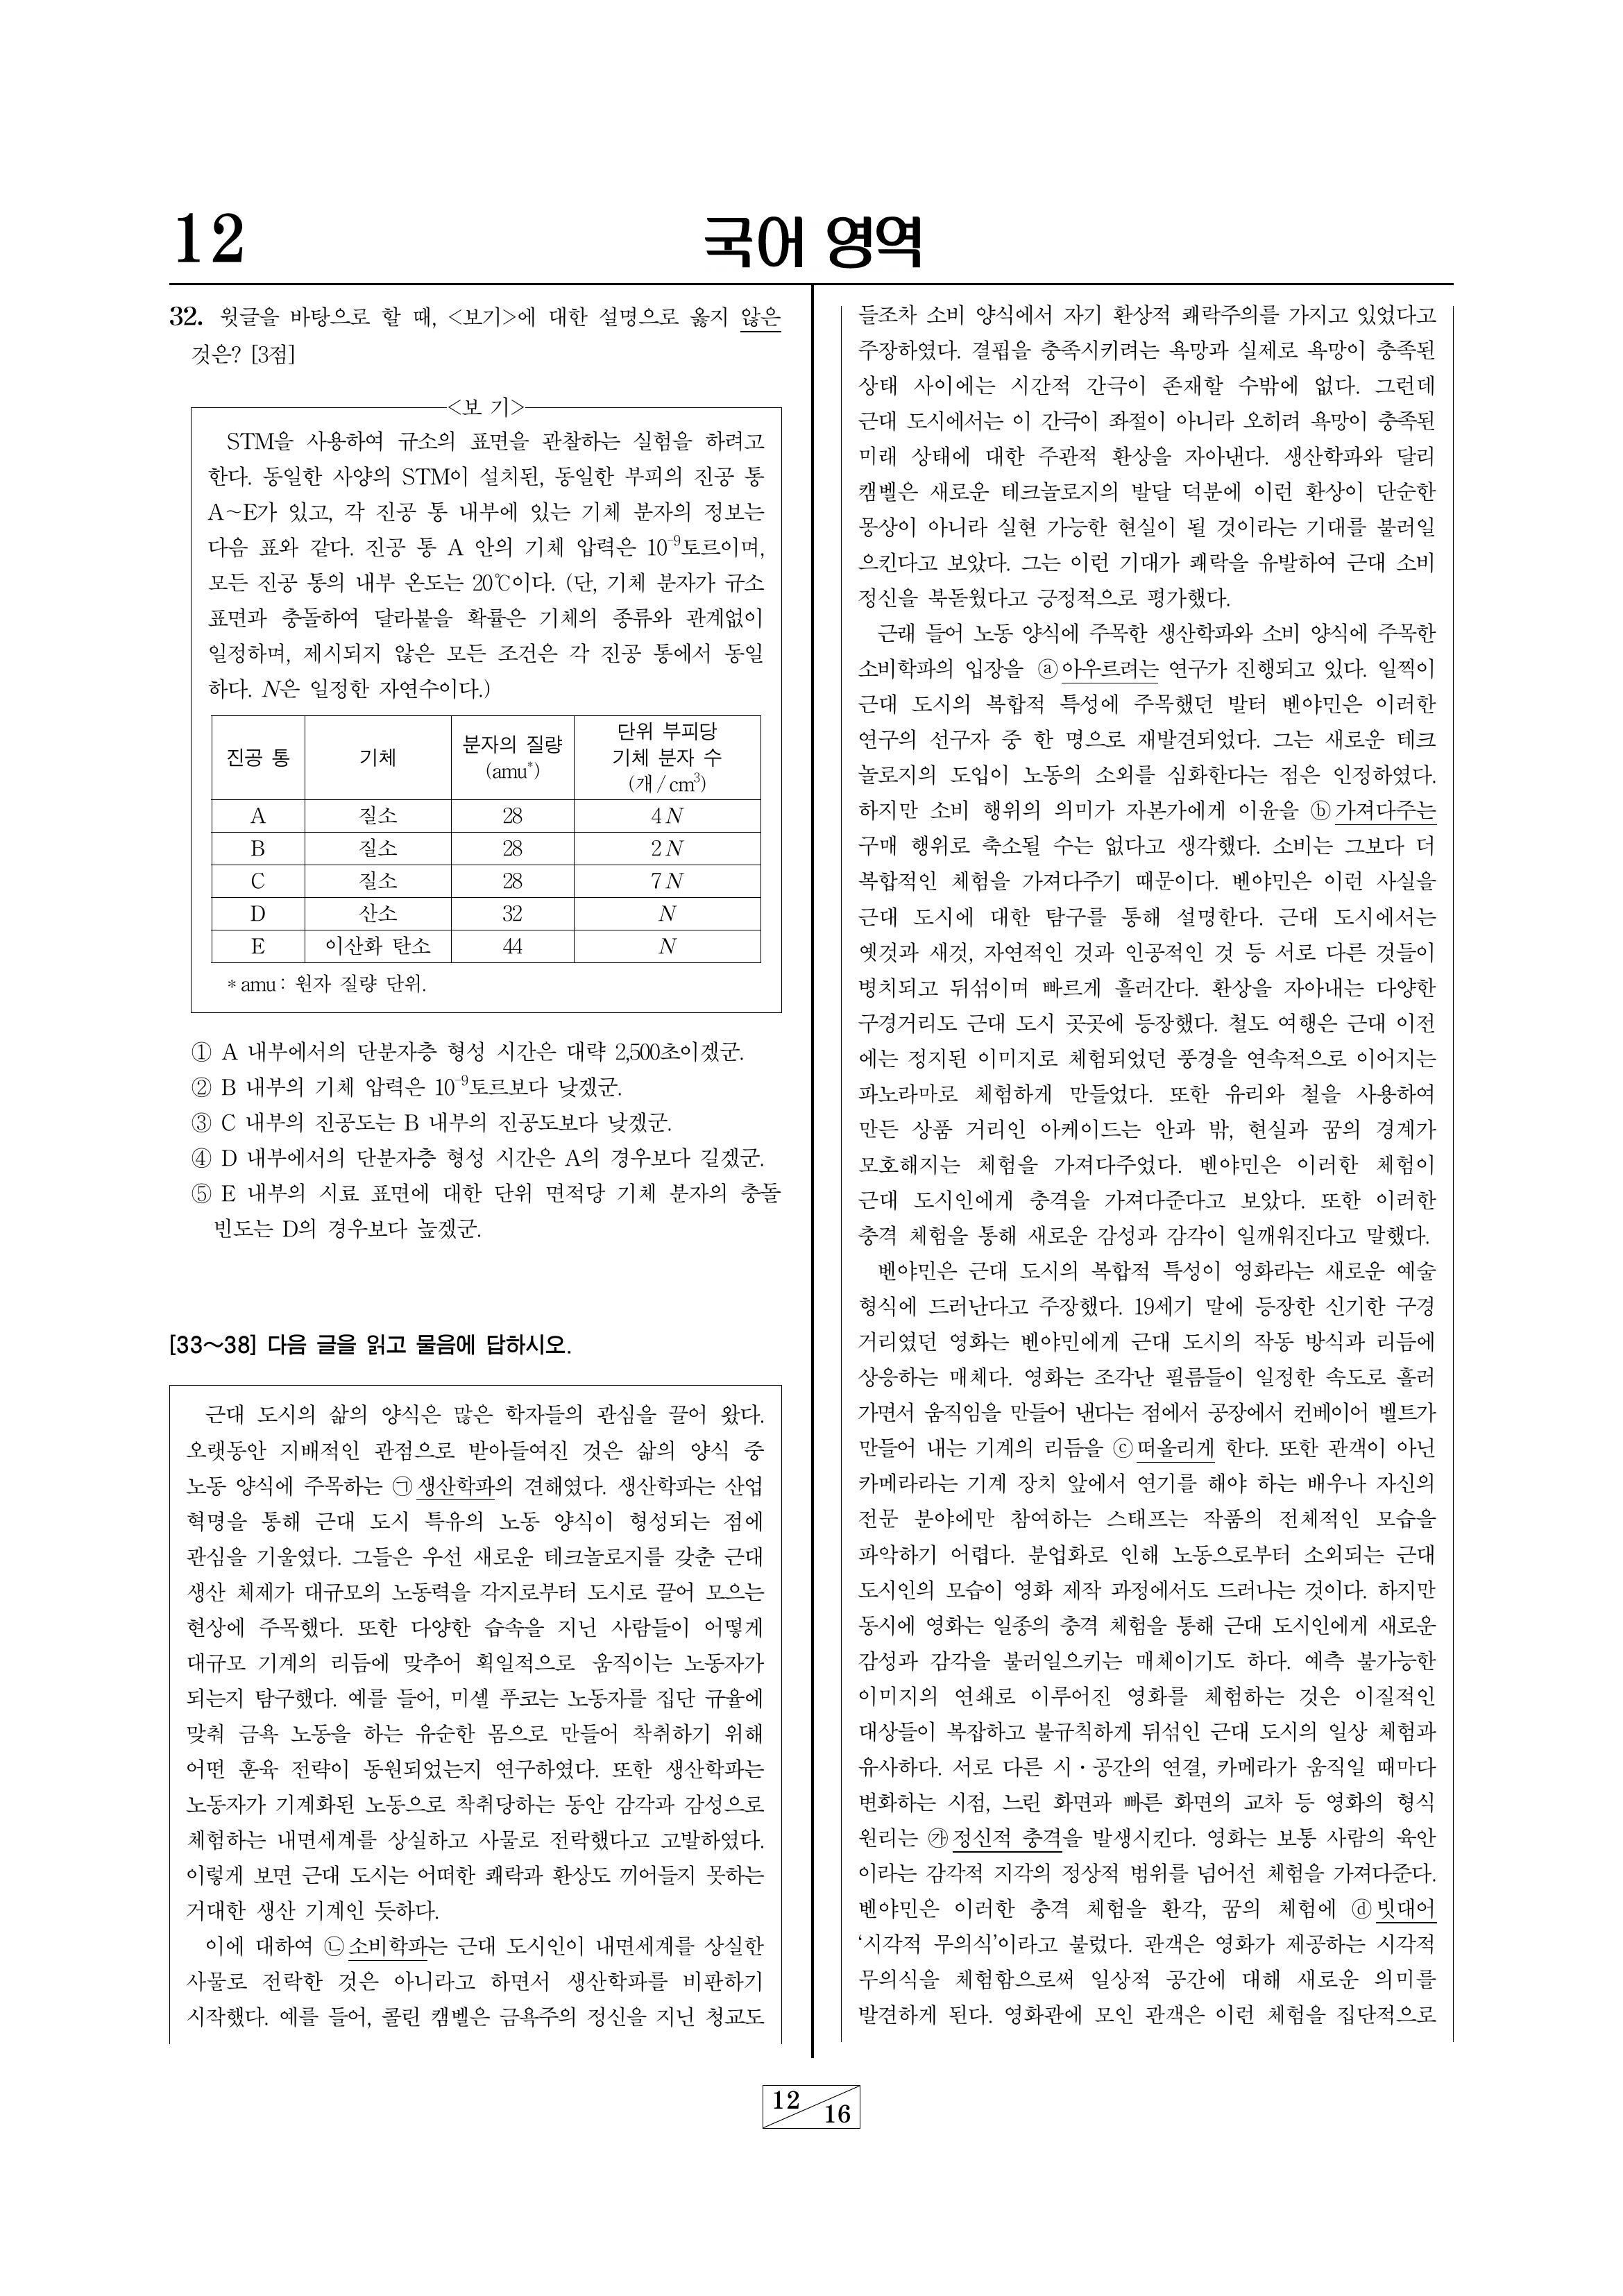 12
국어 영역
32. 윗글을 바탕으로 할 때, <보기>에 대한 설명으로 옳지 않은
것은? [3점]
<보 기>
STM을 사용하여 규소의 표면을 관찰하는 실험을 하려고
한다. 동일한 사양의 STM이 설치된, 동일한 부피의 진공 통
A~E가 있고, 각 진공 통 내부에 있는 기체 분자의 정보는
다음 표와 같다. 진공 통 A 안의 기체 압력은 10⁻⁹토르이며,
모든 진공 통의 내부 온도는 20℃이다. (단, 기체 분자가 규소
표면과 충돌하여 달라붙을 확률은 기체의 종류와 관계없이
일정하며, 제시되지 않은 모든 조건은 각 진공 통에서 동일
하다. N은 일정한 자연수이다.)
진공 통 기체 분자의 질량 (amu*) 단위 부피당 기체 분자 수 (개/cm³)
A 질소 28 4N
B 질소 28 2N
C 질소 28 7N
D 산소 32 N
E 이산화 탄소 44 N
* amu : 원자 질량 단위.
① A 내부에서의 단분자층 형성 시간은 대략 2,500초이겠군.
② B 내부의 기체 압력은 10⁻⁹토르보다 낮겠군.
③ C 내부의 진공도는 B 내부의 진공도보다 낮겠군.
④ D 내부에서의 단분자층 형성 시간은 A의 경우보다 길겠군.
⑤ E 내부의 시료 표면에 대한 단위 면적당 기체 분자의 충돌
빈도는 D의 경우보다 높겠군.
[33~38] 다음 글을 읽고 물음에 답하시오.
근대 도시의 삶의 양식은 많은 학자들의 관심을 끌어 왔다.
오랫동안 지배적인 관점으로 받아들여진 것은 삶의 양식 중
노동 양식에 주목하는 ㉠생산학파의 견해였다. 생산학파는 산업
혁명을 통해 근대 도시 특유의 노동 양식이 형성되는 점에
관심을 기울였다. 그들은 우선 새로운 테크놀로지를 갖춘 근대
생산 체제가 대규모의 노동력을 각지로부터 도시로 끌어 모으는
현상에 주목했다. 또한 다양한 습속을 지닌 사람들이 어떻게
대규모 기계의 리듬에 맞추어 획일적으로 움직이는 노동자가
되는지 탐구했다. 예를 들어, 미셸 푸코는 노동자를 집단 규율에
맞춰 금욕 노동을 하는 유순한 몸으로 만들어 착취하기 위해
어떤 훈육 전략이 동원되었는지 연구하였다. 또한 생산학파는
노동자가 기계화된 노동으로 착취당하는 동안 감각과 감성으로
체험하는 내면세계를 상실하고 사물로 전락했다고 고발하였다.
이렇게 보면 근대 도시는 어떠한 쾌락과 환상도 끼어들지 못하는
거대한 생산 기계인 듯하다.
이에 대하여 ㉡소비학파는 근대 도시인이 내면세계를 상실한
사물로 전락한 것은 아니라고 하면서 생산학파를 비판하기
시작했다. 예를 들어, 콜린 캠벨은 금욕주의 정신을 지닌 청교도
들조차 소비 양식에서 자기 환상적 쾌락주의를 가지고 있었다고
주장하였다. 결핍을 충족시키려는 욕망과 실제로 욕망이 충족된
상태 사이에는 시간적 간극이 존재할 수밖에 없다. 그런데
근대 도시에서는 이 간극이 좌절이 아니라 오히려 욕망이 충족된
미래 상태에 대한 주관적 환상을 자아낸다. 생산학파와 달리
캠벨은 새로운 테크놀로지의 발달 덕분에 이런 환상이 단순한
몽상이 아니라 실현 가능한 현실이 될 것이라는 기대를 불러일
으킨다고 보았다. 그는 이런 기대가 쾌락을 유발하여 근대 소비
정신을 북돋웠다고 긍정적으로 평가했다.
근래 들어 노동 양식에 주목한 생산학파와 소비 양식에 주목한
소비학파의 입장을 ⓐ아우르려는 연구가 진행되고 있다. 일찍이
근대 도시의 복합적 특성에 주목했던 발터 벤야민은 이러한
연구의 선구자 중 한 명으로 재발견되었다. 그는 새로운 테크
놀로지의 도입이 노동의 소외를 심화한다는 점은 인정하였다.
하지만 소비 행위의 의미가 자본가에게 이윤을 ⓑ가져다주는
구매 행위로 축소될 수는 없다고 생각했다. 소비는 그보다 더
복합적인 체험을 가져다주기 때문이다. 벤야민은 이런 사실을
근대 도시에 대한 탐구를 통해 설명한다. 근대 도시에서는
옛것과 새것, 자연적인 것과 인공적인 것 등 서로 다른 것들이
병치되고 뒤섞이며 빠르게 흘러간다. 환상을 자아내는 다양한
구경거리도 근대 도시 곳곳에 등장했다. 철도 여행은 근대 이전
에는 정지된 이미지로 체험되었던 풍경을 연속적으로 이어지는
파노라마로 체험하게 만들었다. 또한 유리와 철을 사용하여
만든 상품 거리인 아케이드는 안과 밖, 현실과 꿈의 경계가
모호해지는 체험을 가져다주었다. 벤야민은 이러한 체험이
근대 도시인에게 충격을 가져다준다고 보았다. 또한 이러한
충격 체험을 통해 새로운 감성과 감각이 일깨워진다고 말했다.
벤야민은 근대 도시의 복합적 특성이 영화라는 새로운 예술
형식에 드러난다고 주장했다. 19세기 말에 등장한 신기한 구경
거리였던 영화는 벤야민에게 근대 도시의 작동 방식과 리듬에
상응하는 매체다. 영화는 조각난 필름들이 일정한 속도로 흘러
가면서 움직임을 만들어 낸다는 점에서 공장에서 컨베이어 벨트가
만들어 내는 기계의 리듬을 ⓒ떠올리게 한다. 또한 관객이 아닌
카메라라는 기계 장치 앞에서 연기를 해야 하는 배우나 자신의
전문 분야에만 참여하는 스태프는 작품의 전체적인 모습을
파악하기 어렵다. 분업화로 인해 노동으로부터 소외되는 근대
도시인의 모습이 영화 제작 과정에서도 드러나는 것이다. 하지만
동시에 영화는 일종의 충격 체험을 통해 근대 도시인에게 새로운
감성과 감각을 불러일으키는 매체이기도 하다. 예측 불가능한
이미지의 연쇄로 이루어진 영화를 체험하는 것은 이질적인
대상들이 복잡하고 불규칙하게 뒤섞인 근대 도시의 일상 체험과
유사하다. 서로 다른 시・공간의 연결, 카메라가 움직일 때마다
변화하는 시점, 느린 화면과 빠른 화면의 교차 등 영화의 형식
원리는 ㉮정신적 충격을 발생시킨다. 영화는 보통 사람의 육안
이라는 감각적 지각의 정상적 범위를 넘어선 체험을 가져다준다.
벤야민은 이러한 충격 체험을 환각, 꿈의 체험에 ⓓ빗대어
‘시각적 무의식’이라고 불렀다. 관객은 영화가 제공하는 시각적
무의식을 체험함으로써 일상적 공간에 대해 새로운 의미를
발견하게 된다. 영화관에 모인 관객은 이런 체험을 집단적으로
12
16